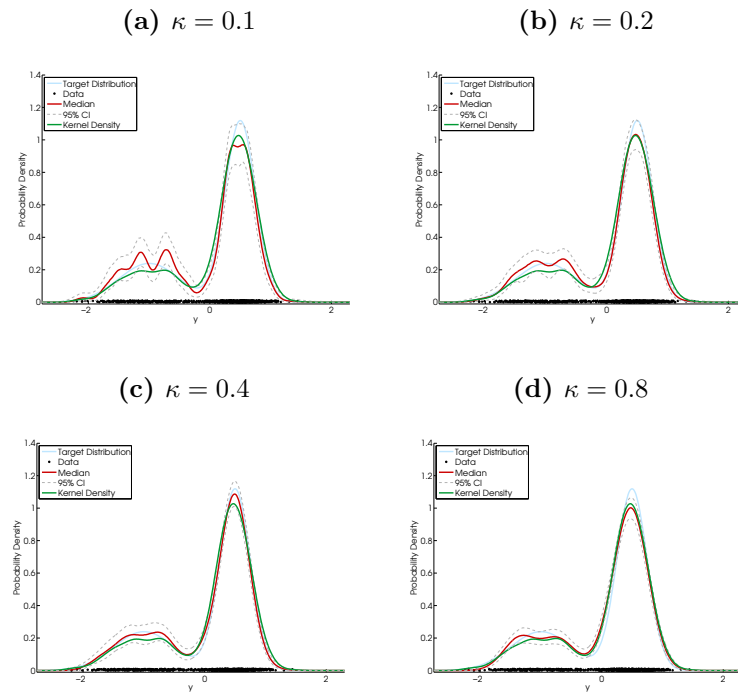 (a) κ = 0.1
1.4
1.2
1
0.8
0.6
0.4
0.2
0
Probability Density
Target Distribution
Data
Median
95% CI
Kernel Density
−2
0
2
y
(b) κ = 0.2
1.4
1.2
1
0.8
0.6
0.4
0.2
0
Probability Density
Target Distribution
Data
Median
95% CI
Kernel Density
−2
0
2
y
(c) κ = 0.4
1.4
1.2
1
0.8
0.6
0.4
0.2
0
Probability Density
Target Distribution
Data
Median
95% CI
Kernel Density
−2
0
2
y
(d) κ = 0.8
1.4
1.2
1
0.8
0.6
0.4
0.2
0
Probability Density
Target Distribution
Data
Median
95% CI
Kernel Density
−2
0
2
y